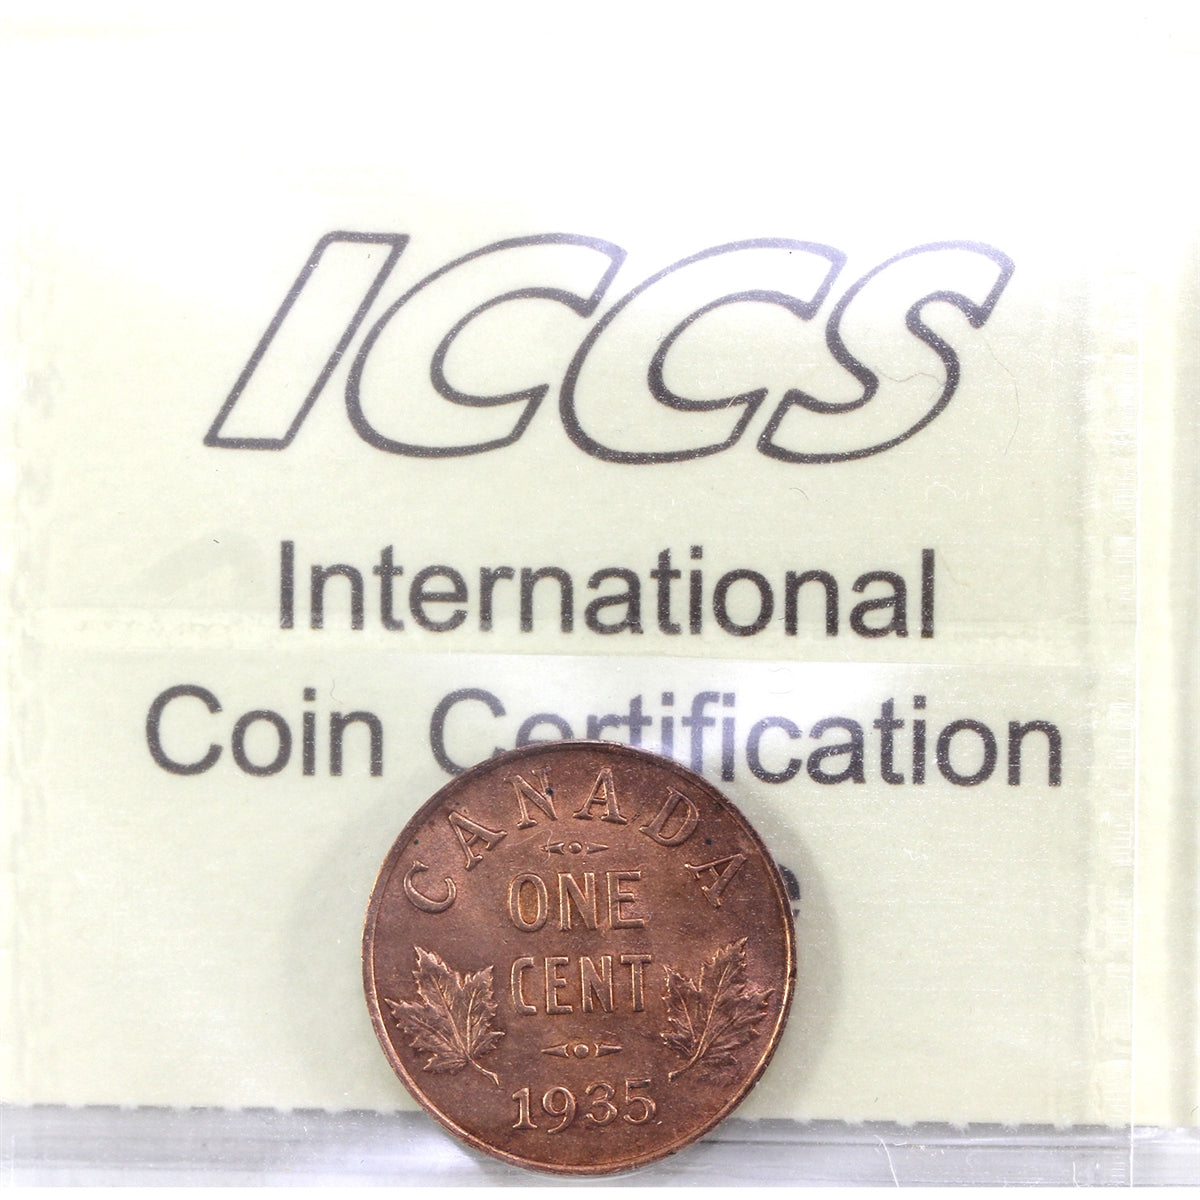 ICCS
International
Coin Certification
CANADA
ONE
CENT
1935